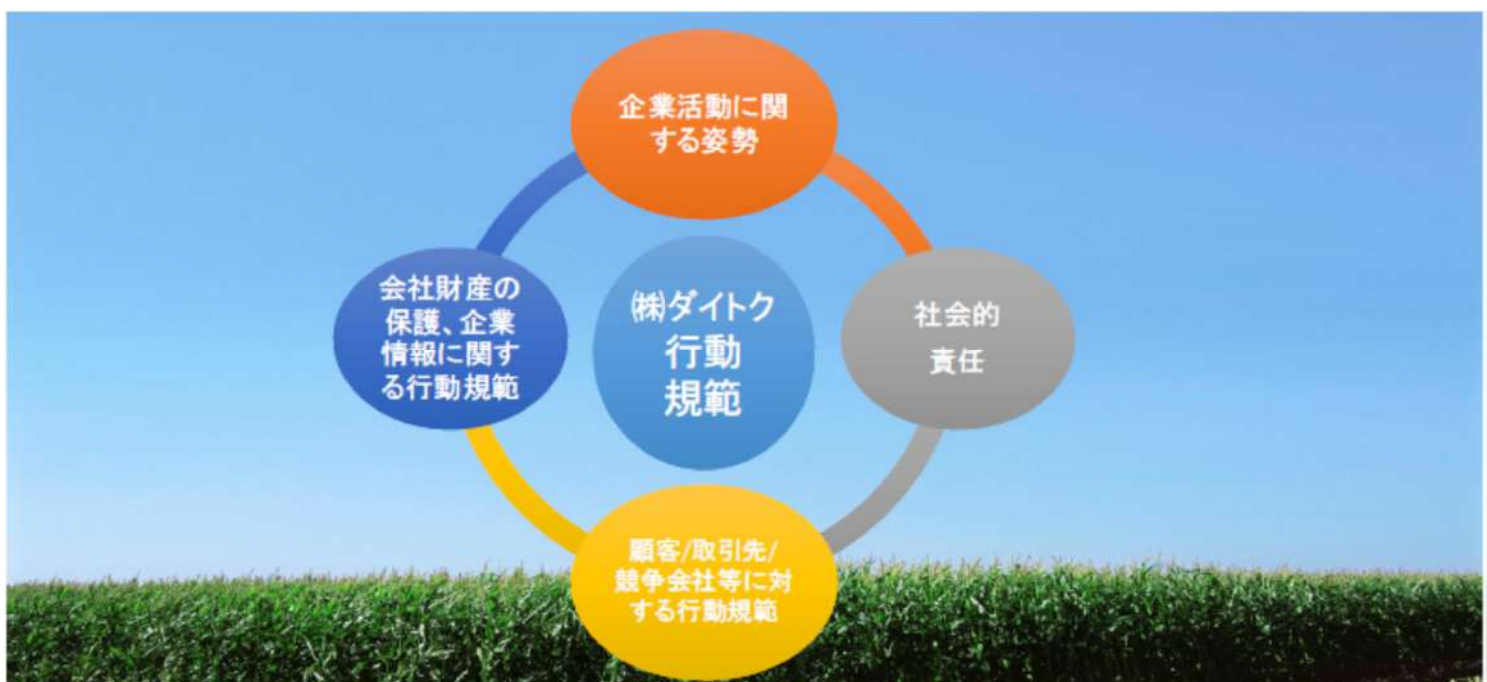 企業活動に関
する姿勢
会社財産の
保護、企業
情報に関す
る行動規範
㈱ダイトク
行動
規範
社会的
責任
顧客/取引先/
競争会社等に対
する行動規範